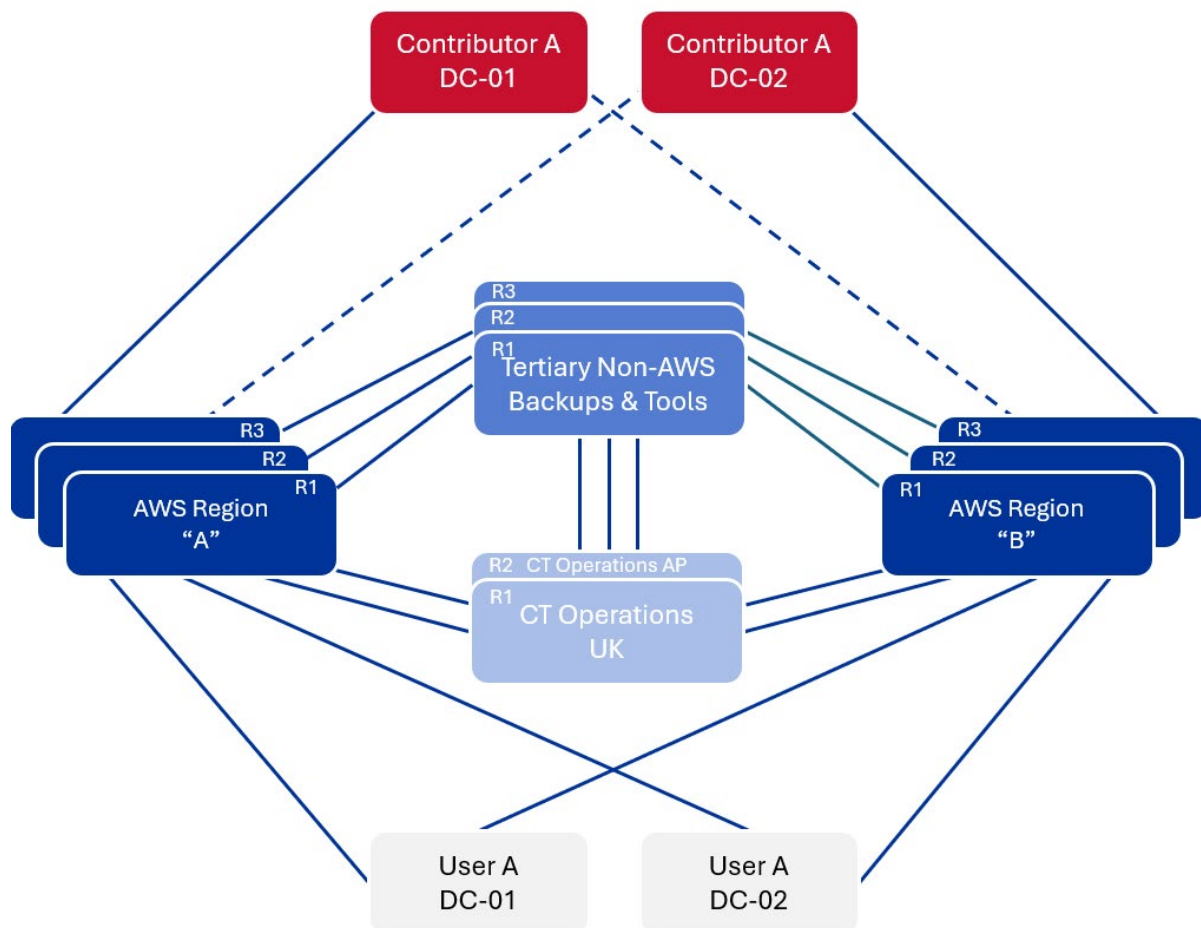 Contributor A
DC-01
Contributor A
DC-02
R3
R2
R1
Tertiary Non-AWS
Backups & Tools
R3
R2
R1
AWS Region
“A”
R3
R2
R1
AWS Region
“B”
R2 CT Operations AP
R1
CT Operations
UK
User A
DC-01
User A
DC-02